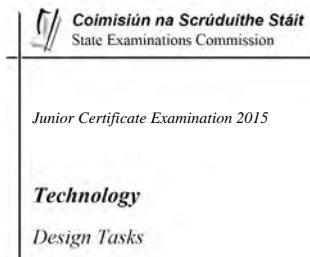 Coimisiún na Scrúduithe Stáit
State Examinations Commission
Junior Certificate Examination 2015
Technology
Design Tasks